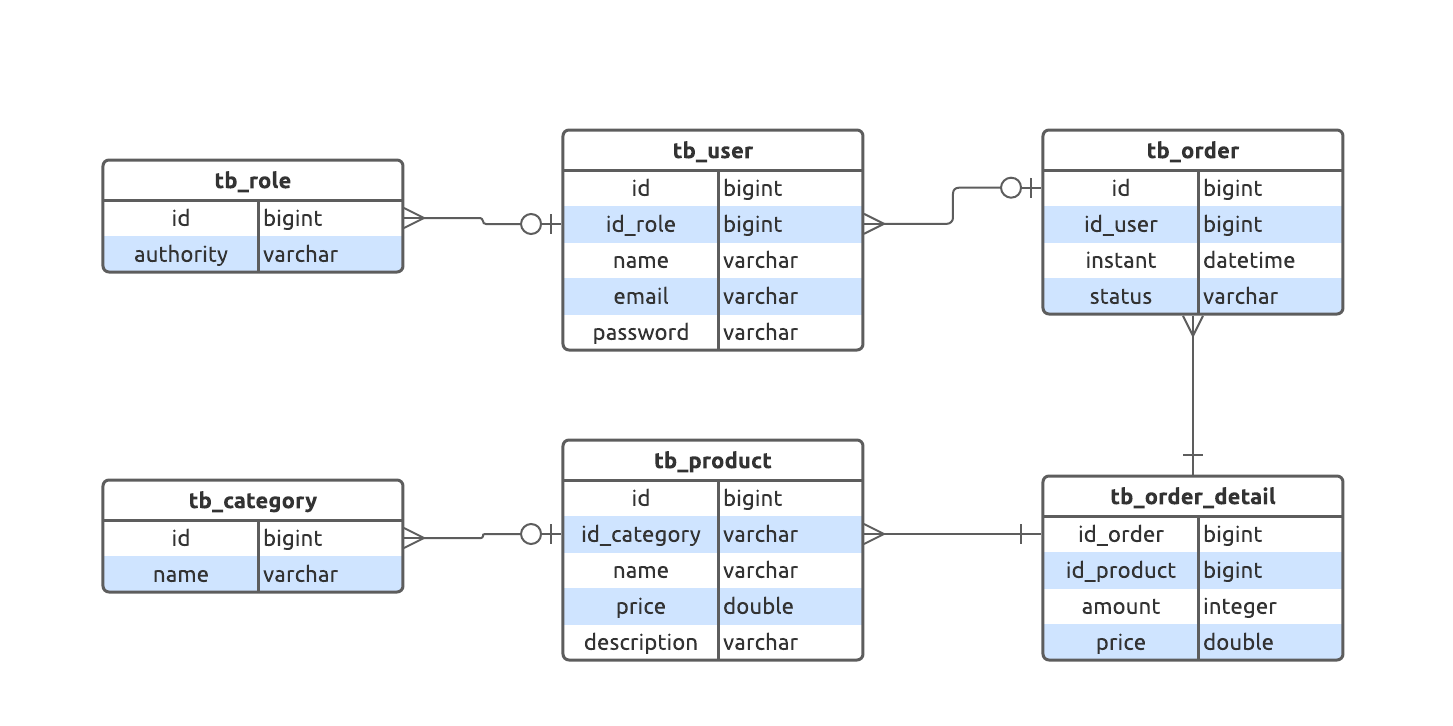 tb_role
id bigint
authority varchar
tb_user
id bigint
id_role bigint
name varchar
email varchar
password varchar
tb_order
id bigint
id_user bigint
instant datetime
status varchar
tb_category
id bigint
name varchar
tb_product
id bigint
id_category varchar
name varchar
price double
description varchar
tb_order_detail
id_order bigint
id_product bigint
amount integer
price double